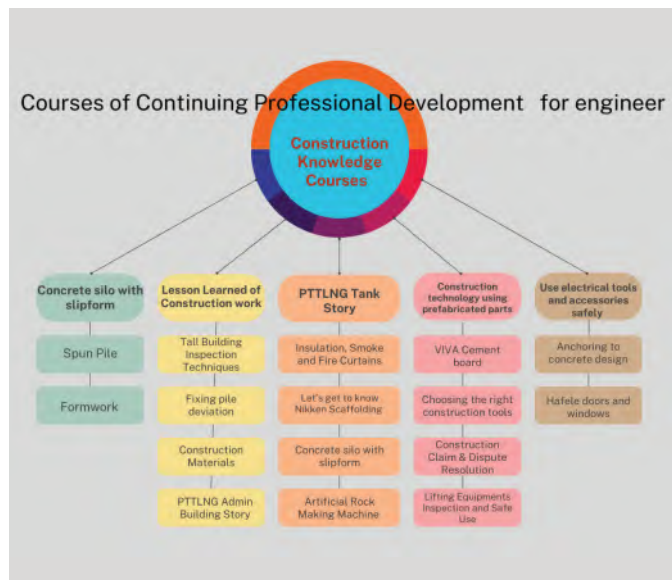 Courses of Continuing Professional Development for engineer
Construction
Knowledge
Courses
Concrete silo with
slipform
Spun Pile
Formwork
Lesson Learned of
Construction work
Tall Building
Inspection
Techniques
Fixing pile
deviation
Construction
Materials
PTTLNG Admin
Building Story
PTTLNG Tank
Story
Insulation, Smoke
and Fire Curtains
Let's get to know
Nikken Scaffolding
Concrete silo with
slipform
Artificial Rock
Making Machine
Construction
technology using
prefabricated parts
VIVA Cement
board
Choosing the right
construction tools
Construction
Claim & Dispute
Resolution
Lifting Equipments
Inspection and Safe
Use
Use electrical tools
and accessories
safely
Anchoring to
concrete design
Hafele doors and
windows